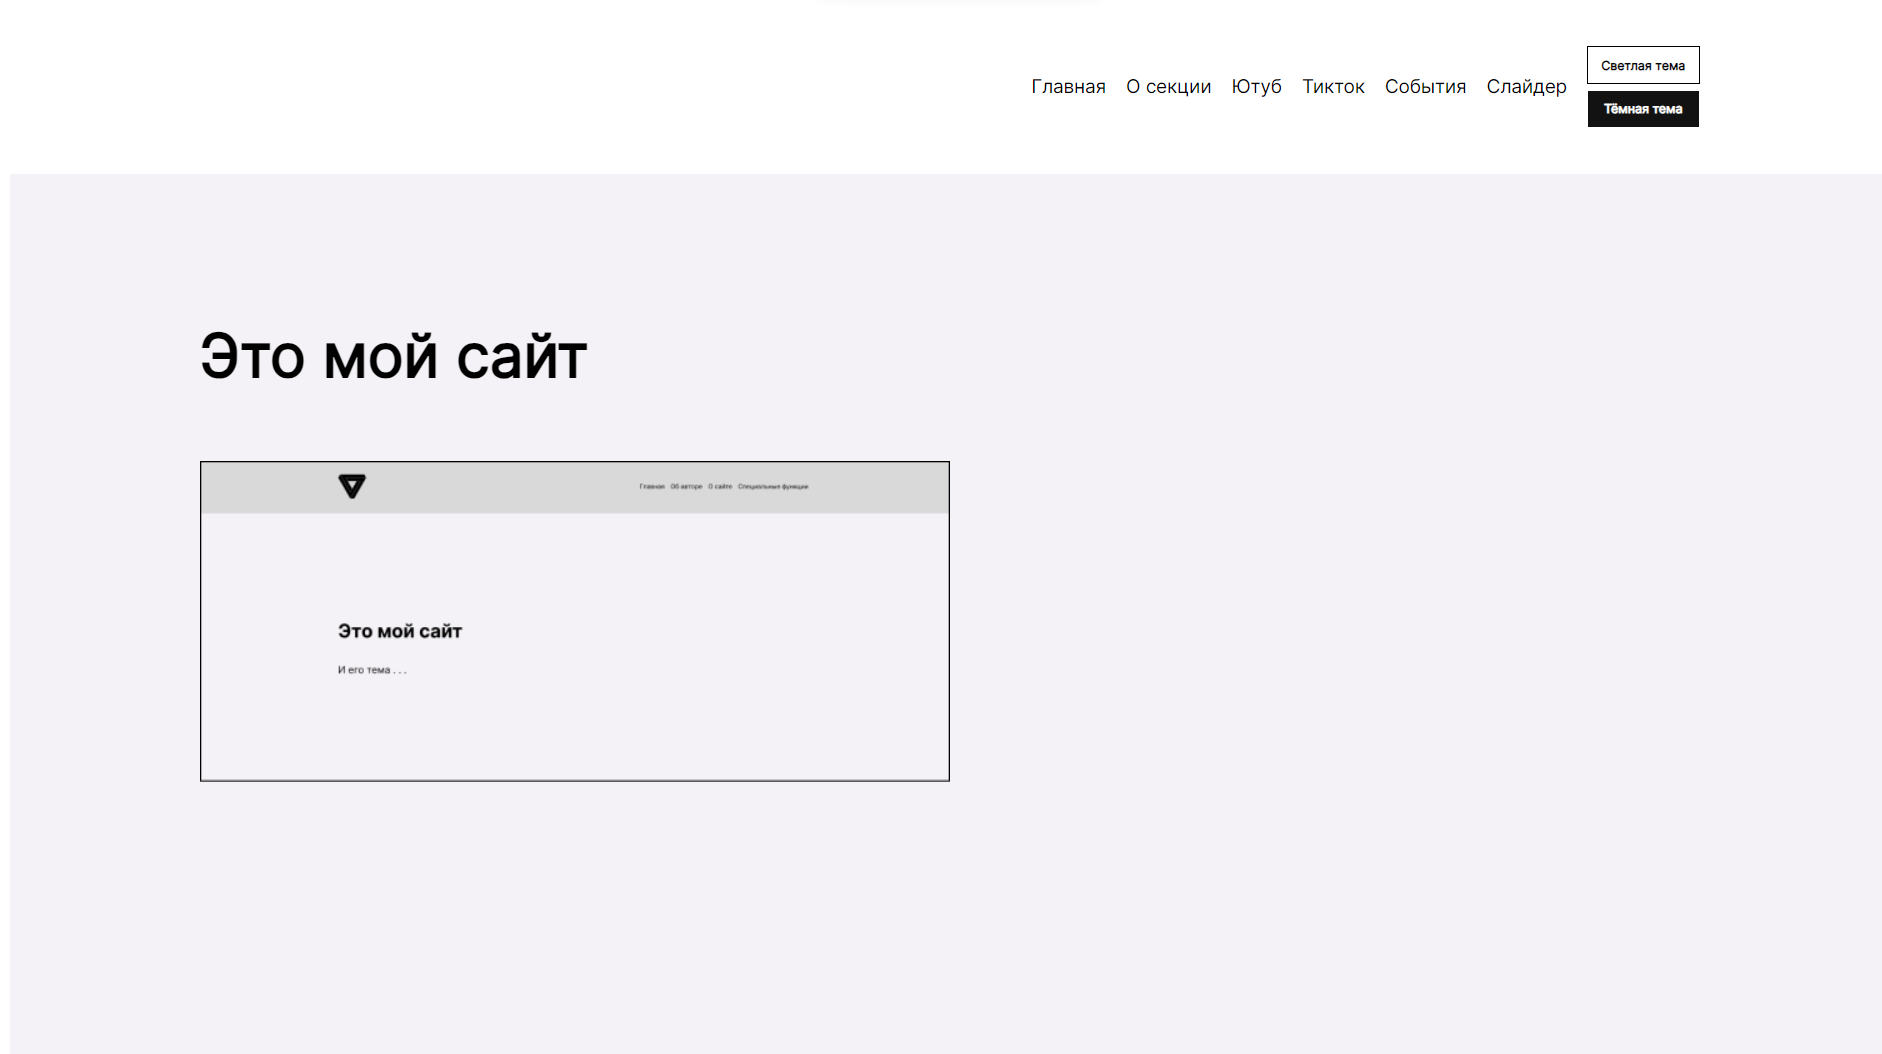 Главная О секции Ютуб Тикток События Слайдер
Светлая тема
Тёмная тема
Это мой сайт
Главная Об авторе О сайте Специальные функции
Это мой сайт
И его тема . . .